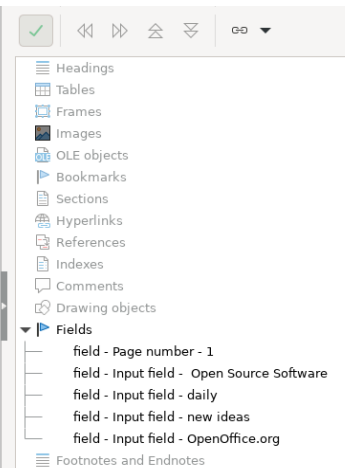 Headings
Tables
Frames
Images
OLE objects
Bookmarks
Sections
Hyperlinks
References
Indexes
Comments
Drawing objects
Fields
field - Page number - 1
field - Input field -  Open Source Software
field - Input field - daily
field - Input field - new ideas
field - Input field - OpenOffice.org
Footnotes and Endnotes